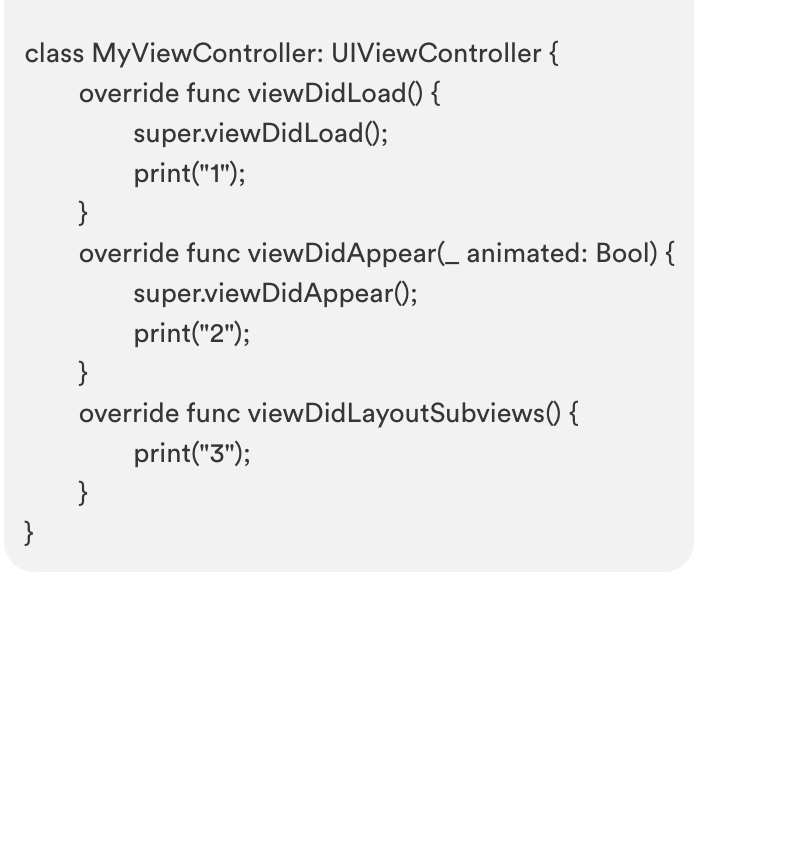 class MyViewController: UIViewController {
override func viewDidLoad() {
super.viewDidLoad();
print("1");
}
override func viewDidAppear(_ animated: Bool) {
super.viewDidAppear();
print("2");
}
override func viewDidLayoutSubviews() {
print("3");
}
}